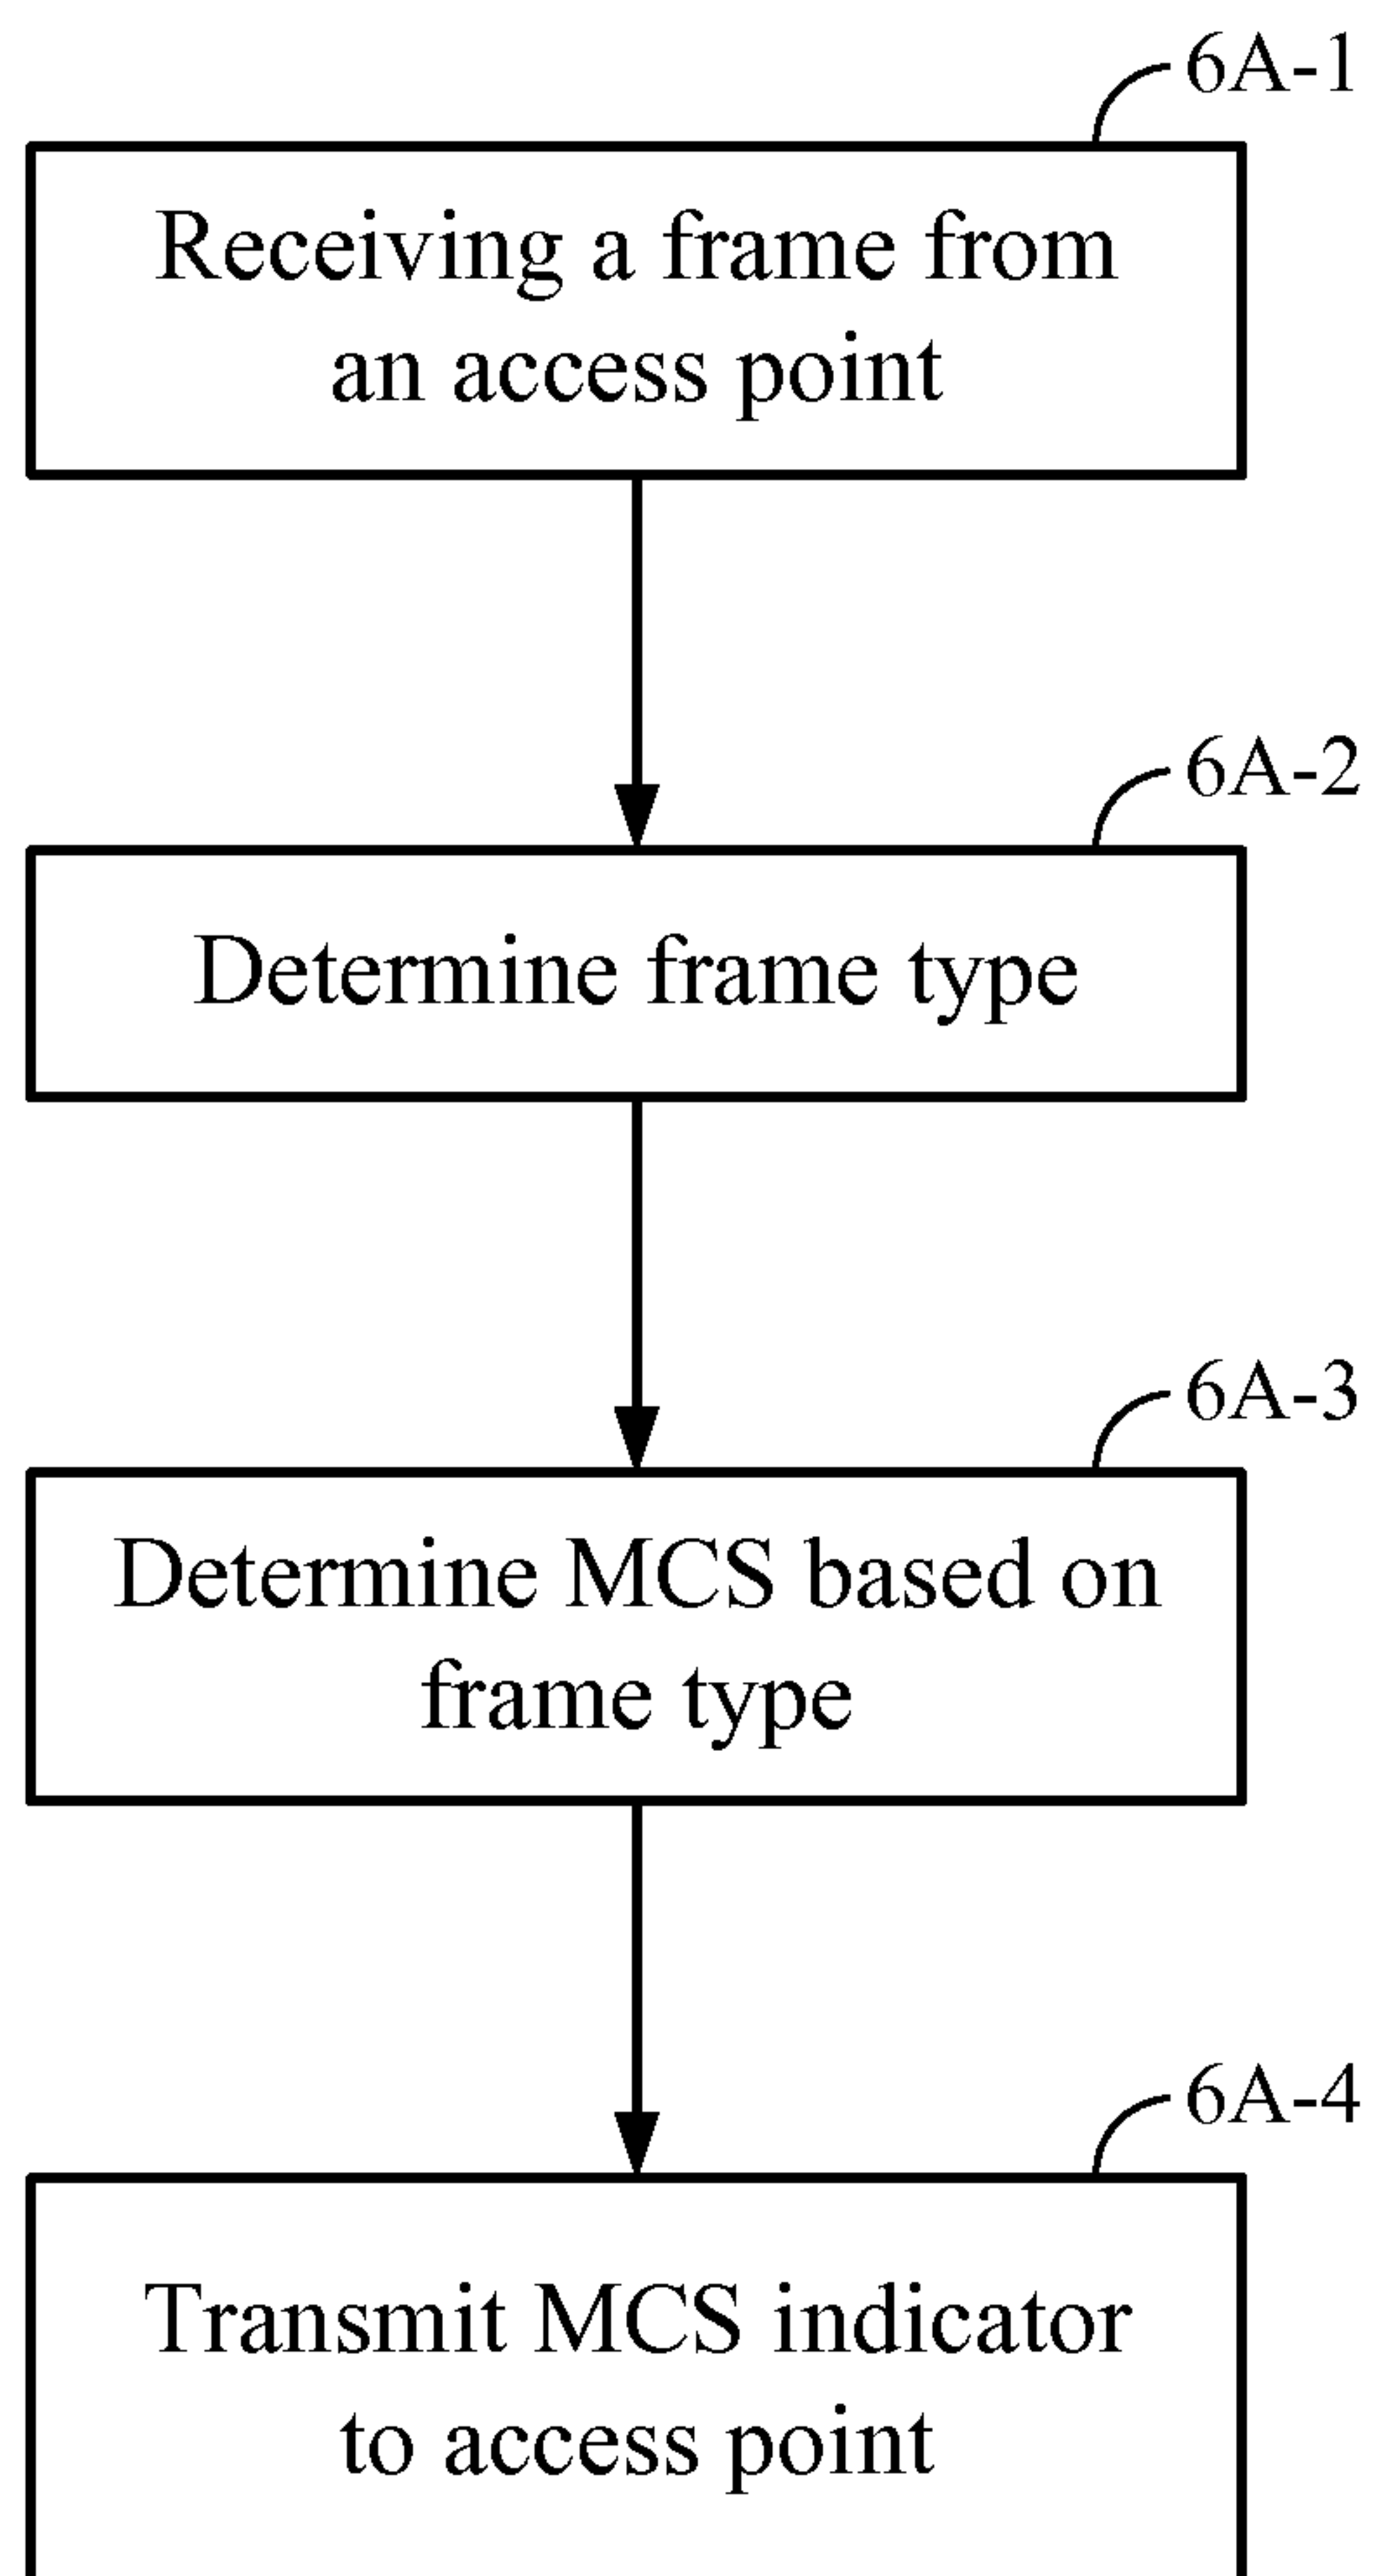 6A-1
Receiving a frame from
an access point
6A-2
Determine frame type
6A-3
Determine MCS based on
frame type
6A-4
Transmit MCS indicator
to access point